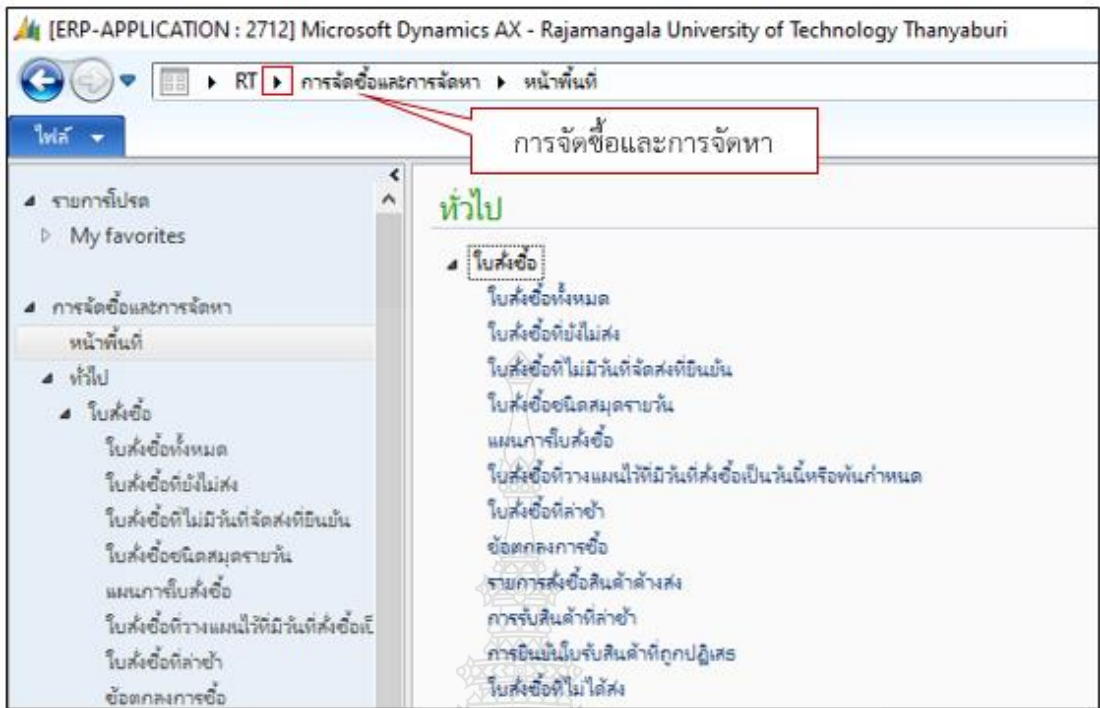 [ERP-APPLICATION : 2712] Microsoft Dynamics AX - Rajamangala University of Technology Thanyaburi
RT ▸ การจัดซื้อและการจัดหา ▸ หน้าพื้นที่
ไฟล์
การจัดซื้อและการจัดหา
รายการโปรด
My favorites
การจัดซื้อและการจัดหา
หน้าพื้นที่
ทั่วไป
ใบสั่งซื้อ
ใบสั่งซื้อทั้งหมด
ใบสั่งซื้อที่ยังไม่ส่ง
ใบสั่งซื้อที่ไม่มีวันที่จัดส่งที่ยืนยัน
ใบสั่งซื้อชนิดสมุดรายวัน
แผนการใบสั่งซื้อ
ใบสั่งซื้อที่วางแผนไว้ที่มีวันที่สั่งซื้อเป็
ใบสั่งซื้อที่ล่าช้า
ข้อตกลงการซื้อ
ทั่วไป
ใบสั่งซื้อ
ใบสั่งซื้อทั้งหมด
ใบสั่งซื้อที่ยังไม่ส่ง
ใบสั่งซื้อที่ไม่มีวันที่จัดส่งที่ยืนยัน
ใบสั่งซื้อชนิดสมุดรายวัน
แผนการใบสั่งซื้อ
ใบสั่งซื้อที่วางแผนไว้ที่มีวันที่สั่งซื้อเป็นวันนี้หรือพ้นกำหนด
ใบสั่งซื้อที่ล่าช้า
ข้อตกลงการซื้อ
รายการสั่งซื้อสินค้าค้างส่ง
การรับสินค้าที่ล่าช้า
การยืนยันใบรับสินค้าที่ถูกปฏิเสธ
ใบสั่งซื้อที่ไม่ได้ส่ง